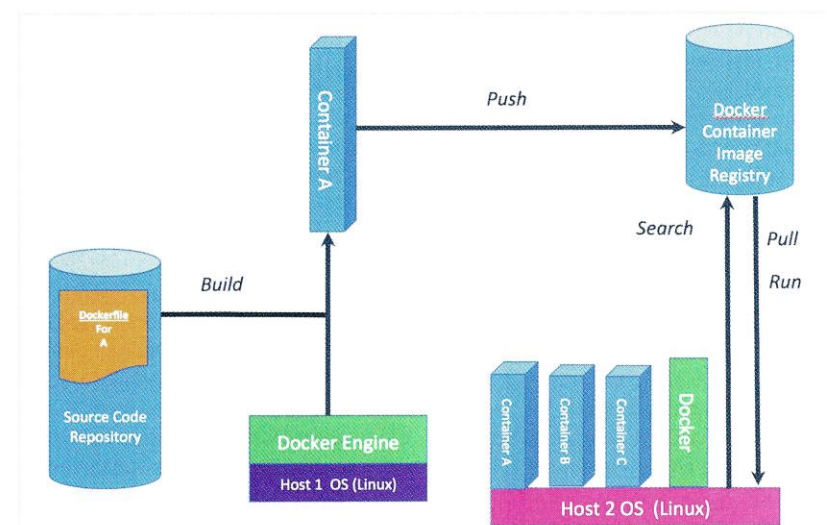 Container A
Push
Docker
Container
Image
Registry
Search
Pull
Run
Build
Dockerfile
For
A
Source Code
Repository
Docker Engine
Host 1 OS (Linux)
Container A
Container B
Container C
Docker
Host 2 OS (Linux)